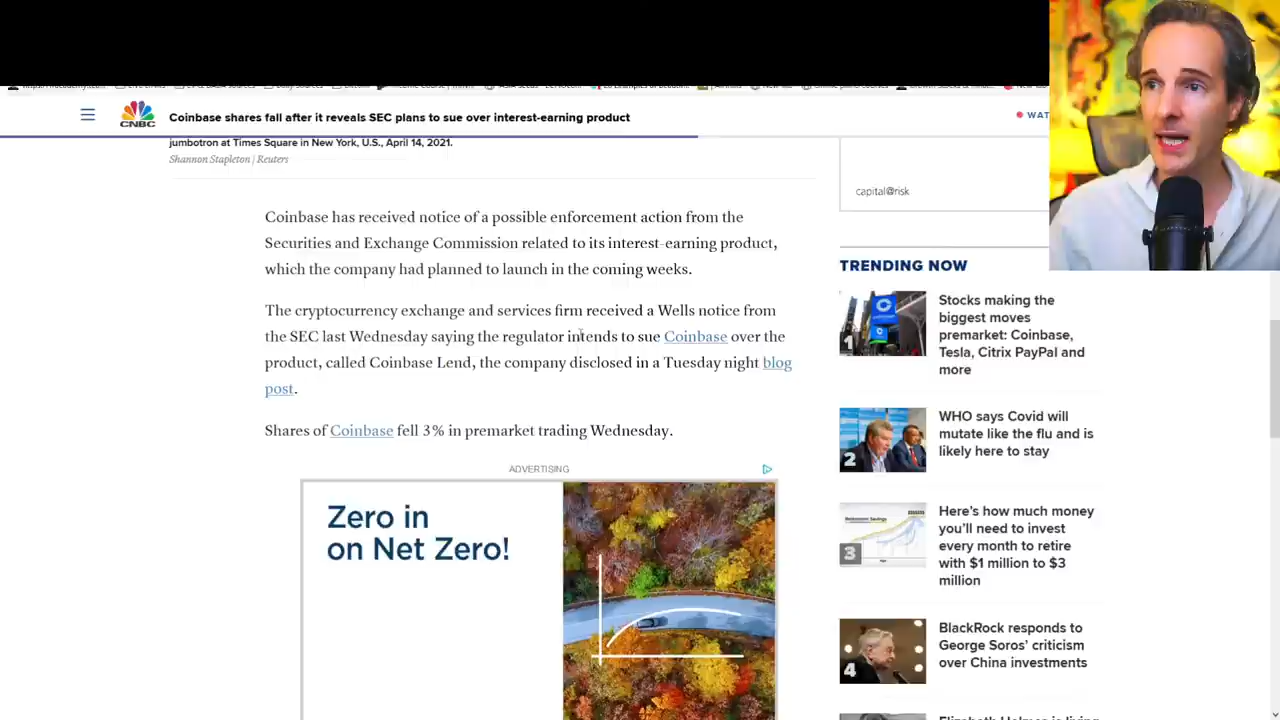 CNBC
Coinbase shares fall after it reveals SEC plans to sue over interest-earning product
WAT
jumbotron at Times Square in New York, U.S., April 14, 2021.
Shannon Stapleton | Reuters
capital@risk
Coinbase has received notice of a possible enforcement action from the
Securities and Exchange Commission related to its interest-earning product,
which the company had planned to launch in the coming weeks.
The cryptocurrency exchange and services firm received a Wells notice from
the SEC last Wednesday saying the regulator intends to sue Coinbase over the
product, called Coinbase Lend, the company disclosed in a Tuesday night blog
post.
Shares of Coinbase fell 3% in premarket trading Wednesday.
ADVERTISING
Zero in
on Net Zero!
TRENDING NOW
1
Stocks making the
biggest moves
premarket: Coinbase,
Tesla, Citrix PayPal and
more
2
WHO says Covid will
mutate like the flu and is
likely here to stay
3
Here's how much money
you'll need to invest
every month to retire
with $1 million to $3
million
4
BlackRock responds to
George Soros' criticism
over China investments